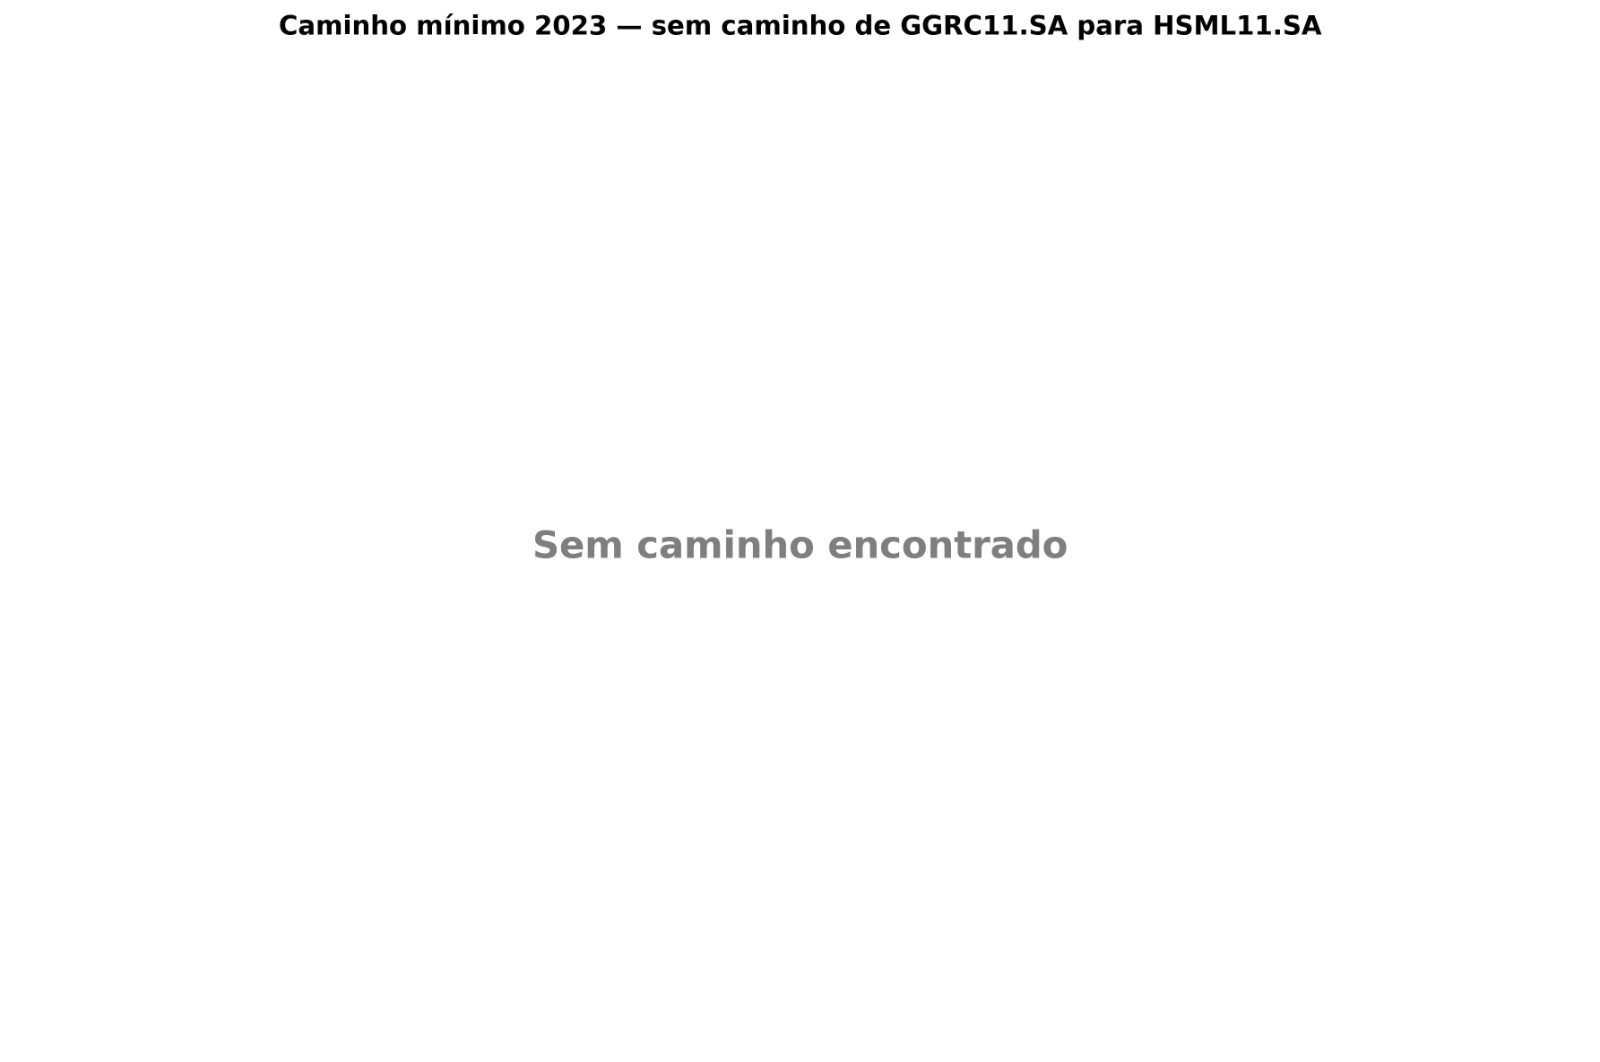 Caminho mínimo 2023 — sem caminho de GGRC11.SA para HSML11.SA
Sem caminho encontrado